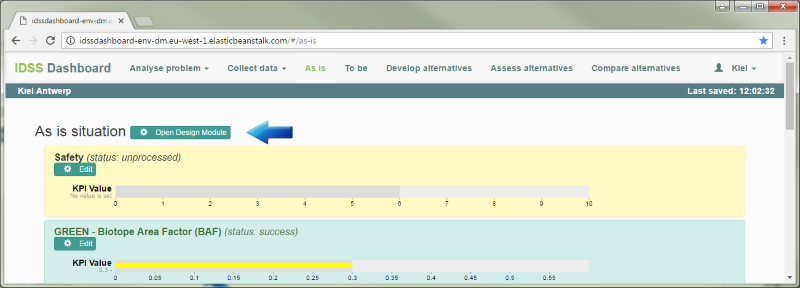 idssdashboard-env-dm.e
idssdashboard-env-dm.eu-west-1.elasticbeanstalk.com/#/as-is
IDSS Dashboard Analyse problem Collect data As is To be Develop alternatives Assess alternatives Compare alternatives Kiel
Kiel Antwerp Last saved: 12:02:32
As is situation Open Design Module
Safety (status: unprocessed)
Edit
KPI Value
No value is set
0 1 2 3 4 5 6 7 8 9 10
GREEN - Biotope Area Factor (BAF) (status: success)
Edit
KPI Value
0.3 -
0 0.05 0.1 0.15 0.2 0.25 0.3 0.35 0.4 0.45 0.5 0.55